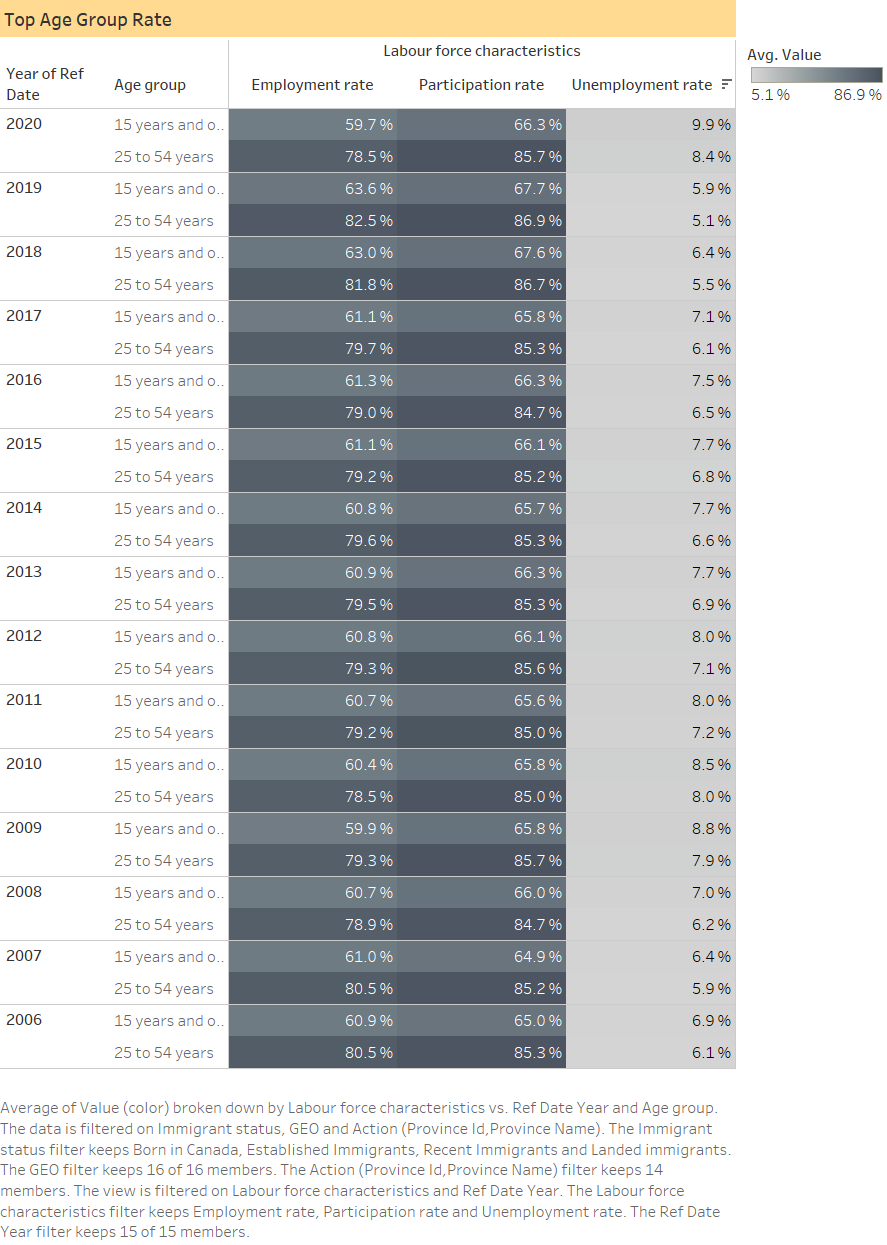 Top Age Group Rate
Labour force characteristics
Avg. Value
5.1 % 86.9 %
Year of Ref
Date
Age group Employment rate Participation rate Unemployment rate
2020 15 years and o.. 59.7 % 66.3 % 9.9 %
25 to 54 years 78.5 % 85.7 % 8.4 %
2019 15 years and o.. 63.6 % 67.7 % 5.9 %
25 to 54 years 82.5 % 86.9 % 5.1 %
2018 15 years and o.. 63.0 % 67.6 % 6.4 %
25 to 54 years 81.8 % 86.7 % 5.5 %
2017 15 years and o.. 61.1 % 65.8 % 7.1 %
25 to 54 years 79.7 % 85.3 % 6.1 %
2016 15 years and o.. 61.3 % 66.3 % 7.5 %
25 to 54 years 79.0 % 84.7 % 6.5 %
2015 15 years and o.. 61.1 % 66.1 % 7.7 %
25 to 54 years 79.2 % 85.2 % 6.8 %
2014 15 years and o.. 60.8 % 65.7 % 7.7 %
25 to 54 years 79.6 % 85.3 % 6.6 %
2013 15 years and o.. 60.9 % 66.3 % 7.7 %
25 to 54 years 79.5 % 85.3 % 6.9 %
2012 15 years and o.. 60.8 % 66.1 % 8.0 %
25 to 54 years 79.3 % 85.6 % 7.1 %
2011 15 years and o.. 60.7 % 65.6 % 8.0 %
25 to 54 years 79.2 % 85.0 % 7.2 %
2010 15 years and o.. 60.4 % 65.8 % 8.5 %
25 to 54 years 78.5 % 85.0 % 8.0 %
2009 15 years and o.. 59.9 % 65.8 % 8.8 %
25 to 54 years 79.3 % 85.7 % 7.9 %
2008 15 years and o.. 60.7 % 66.0 % 7.0 %
25 to 54 years 78.9 % 84.7 % 6.2 %
2007 15 years and o.. 61.0 % 64.9 % 6.4 %
25 to 54 years 80.5 % 85.2 % 5.9 %
2006 15 years and o.. 60.9 % 65.0 % 6.9 %
25 to 54 years 80.5 % 85.3 % 6.1 %
Average of Value (color) broken down by Labour force characteristics vs. Ref Date Year and Age group.
The data is filtered on Immigrant status, GEO and Action (Province Id,Province Name). The Immigrant
status filter keeps Born in Canada, Established Immigrants, Recent Immigrants and Landed immigrants.
The GEO filter keeps 16 of 16 members. The Action (Province Id,Province Name) filter keeps 14
members. The view is filtered on Labour force characteristics and Ref Date Year. The Labour force
characteristics filter keeps Employment rate, Participation rate and Unemployment rate. The Ref Date
Year filter keeps 15 of 15 members.